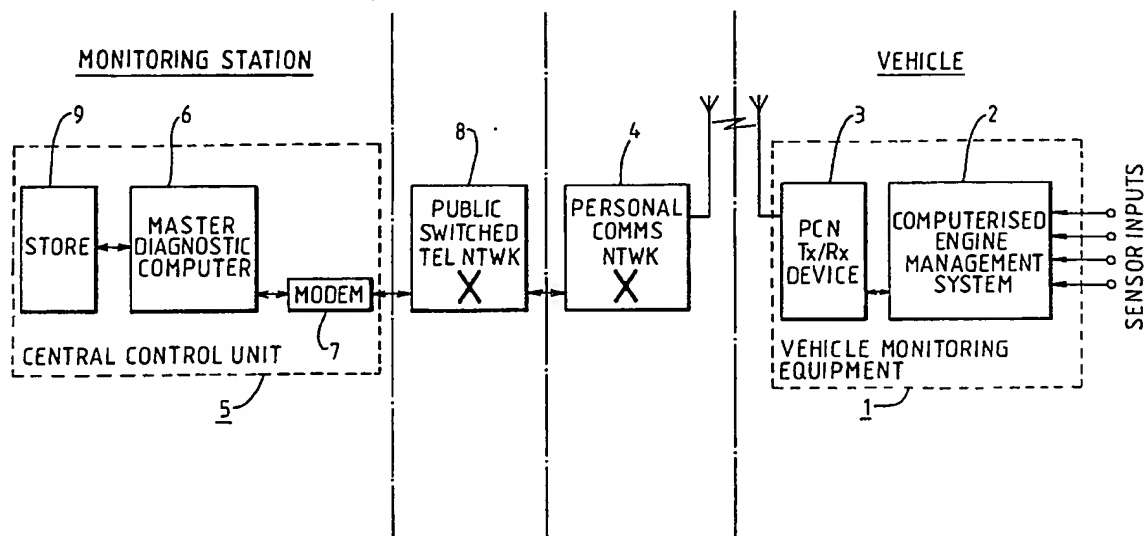 MONITORING STATION
VEHICLE
9
6
8
4
3
2
STORE
MASTER
DIAGNOSTIC
COMPUTER
MODEM
7
CENTRAL CONTROL UNIT
5
PUBLIC
SWITCHED
TEL NTWK
X
PERSONAL
COMMS
NTWK
X
PCN
Tx/Rx
DEVICE
COMPUTERISED
ENGINE
MANAGEMENT
SYSTEM
VEHICLE MONITORING
EQUIPMENT
1
SENSOR INPUTS